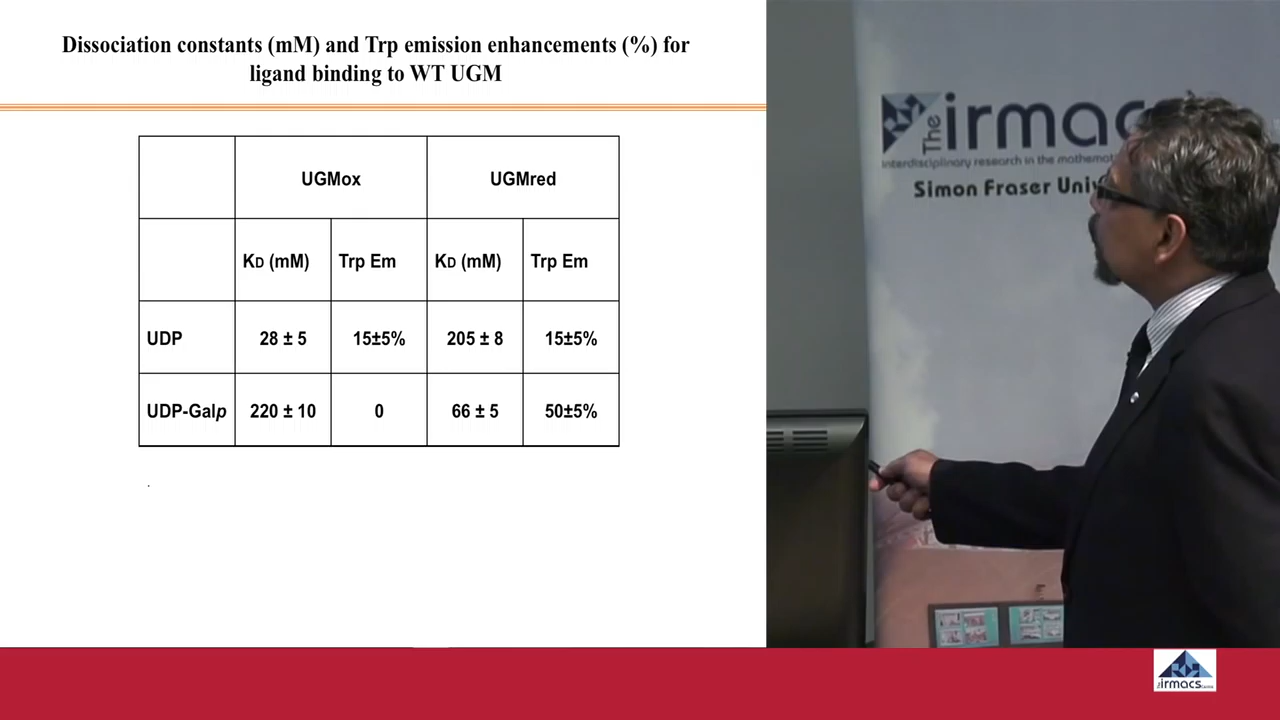 Dissociation constants (mM) and Trp emission enhancements (%) for
ligand binding to WT UGM
UGMox UGMred
KD (mM) Trp Em KD (mM) Trp Em
UDP 28 ± 5 15±5% 205 ± 8 15±5%
UDP-Galp 220 ± 10 0 66 ± 5 50±5%
.
The irmacs
interdisciplinary research in the
Simon Fraser
irmacs